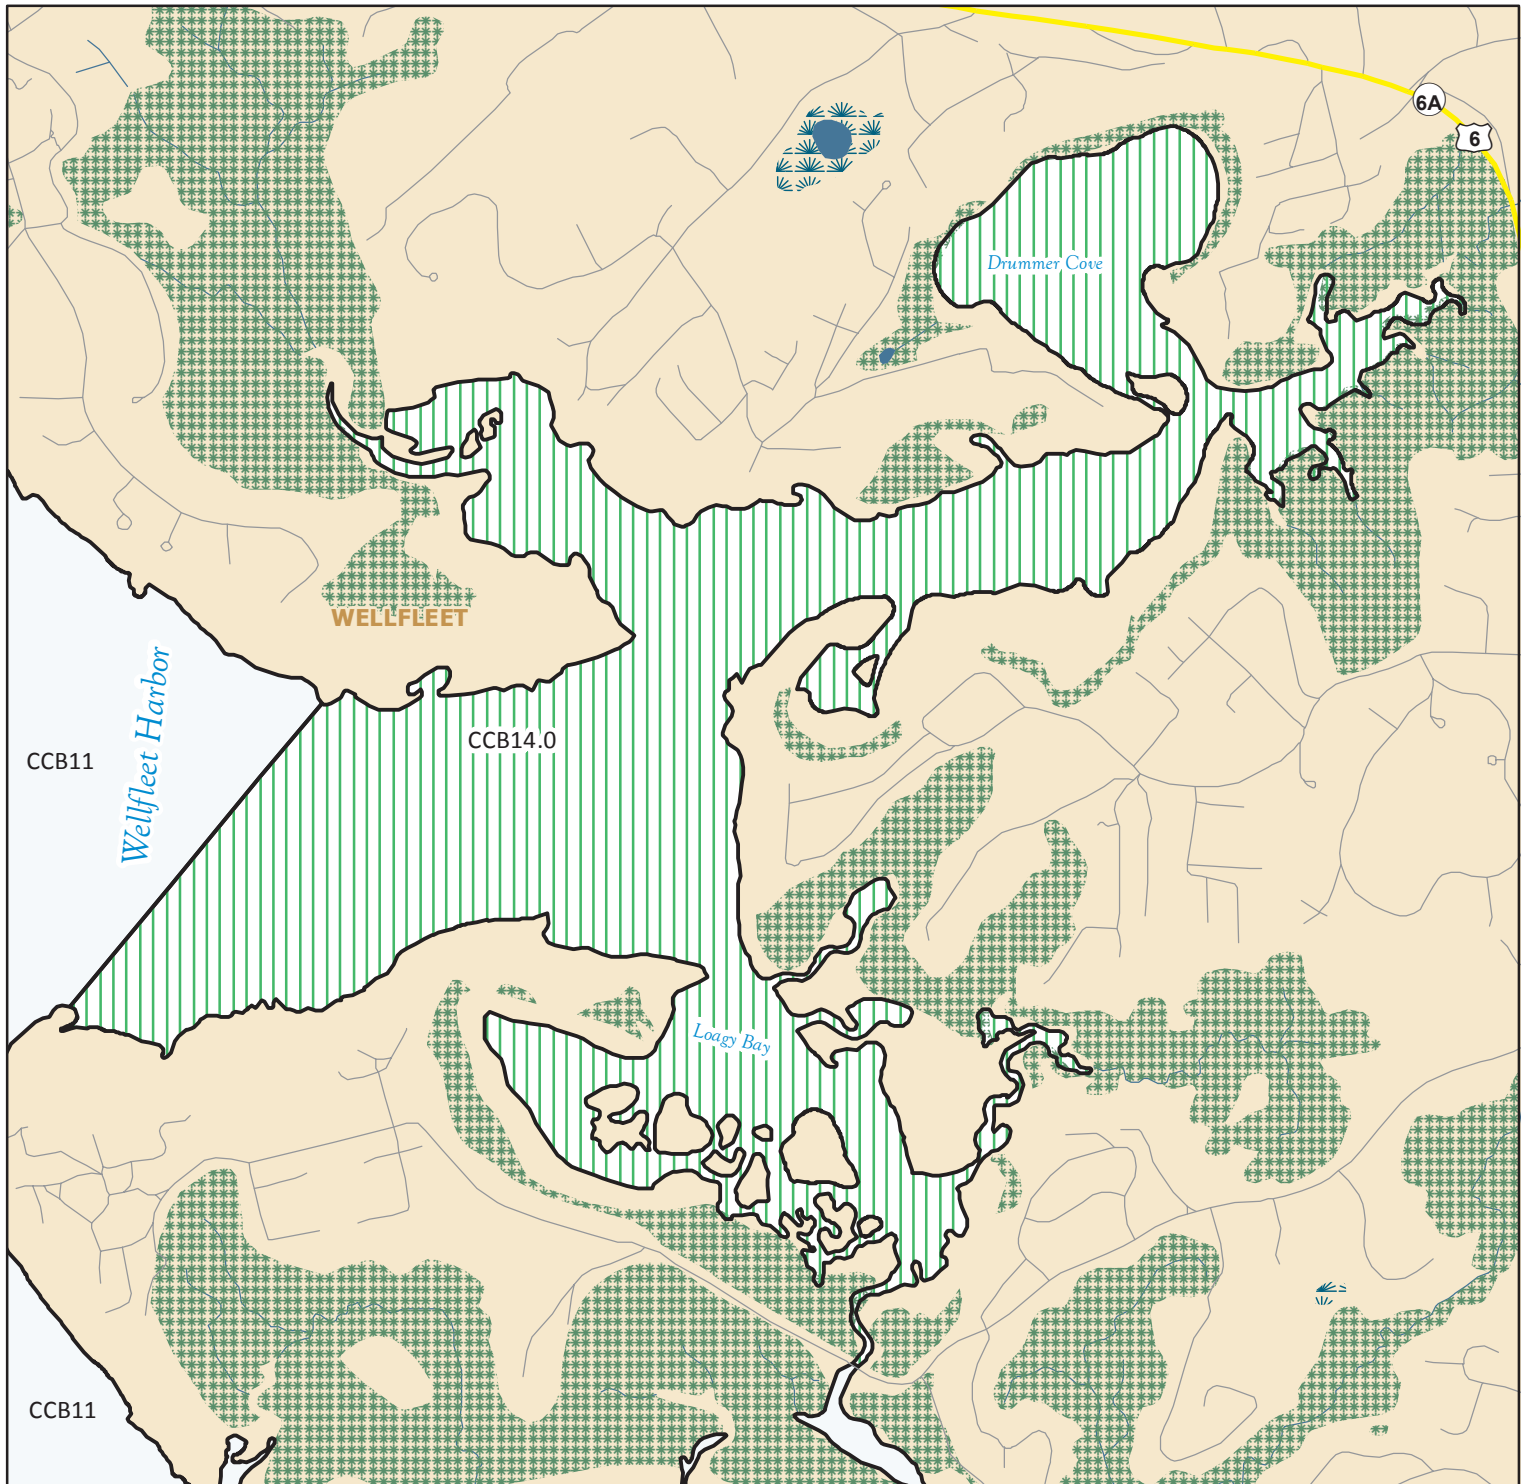 6A
6
Drummer Cove
WELLFLEET
Wellfleet Harbor
CCB14.0
CCB11
Loagy Bay
CCB11